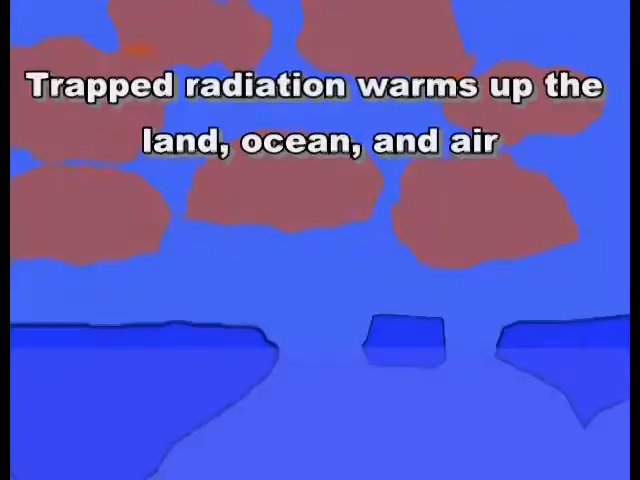 Trapped radiation warms up the
land, ocean, and air